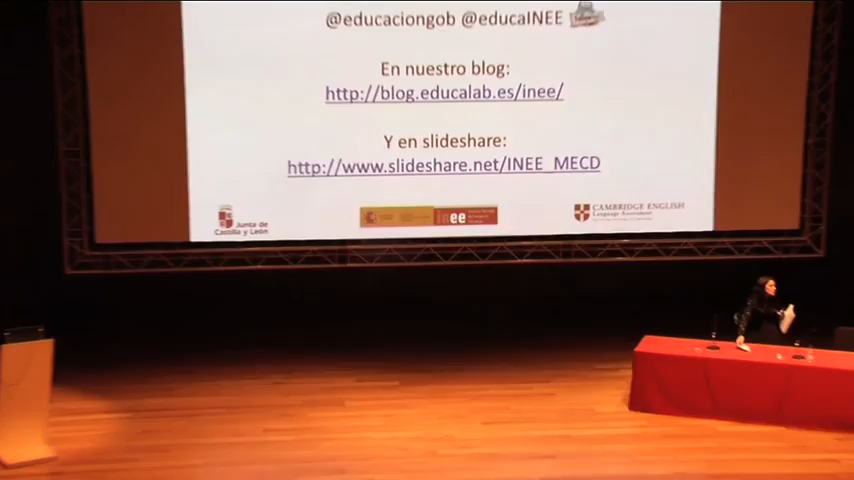 @educaciongob @educaINEE
En nuestro blog:
http://blog.educalab.es/inee/
Y en slideshare:
http://www.slideshare.net/INEE_MECD
Junta de
Castilla y León
inee
CAMBRIDGE ENGLISH
Language Assessment